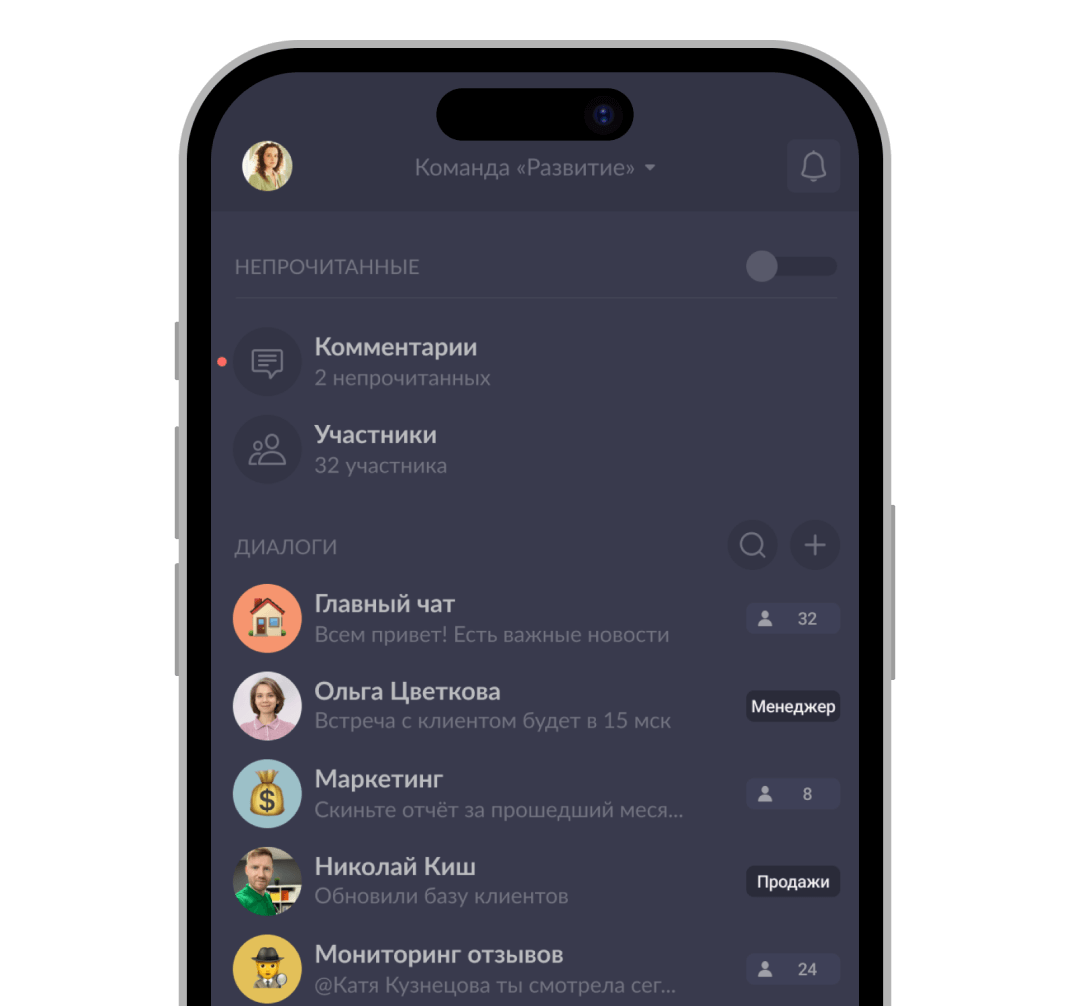 Команда «Развитие»
НЕПРОЧИТАННЫЕ
Комментарии
2 непрочитанных
Участники
32 участника
ДИАЛОГИ
Главный чат
Всем привет! Есть важные новости
32
Ольга Цветкова
Встреча с клиентом будет в 15 мск
Менеджер
Маркетинг
Скиньте отчёт за прошедший меся...
8
Николай Киш
Обновили базу клиентов
Продажи
Мониторинг отзывов
@Катя Кузнецова ты смотрела сег...
24